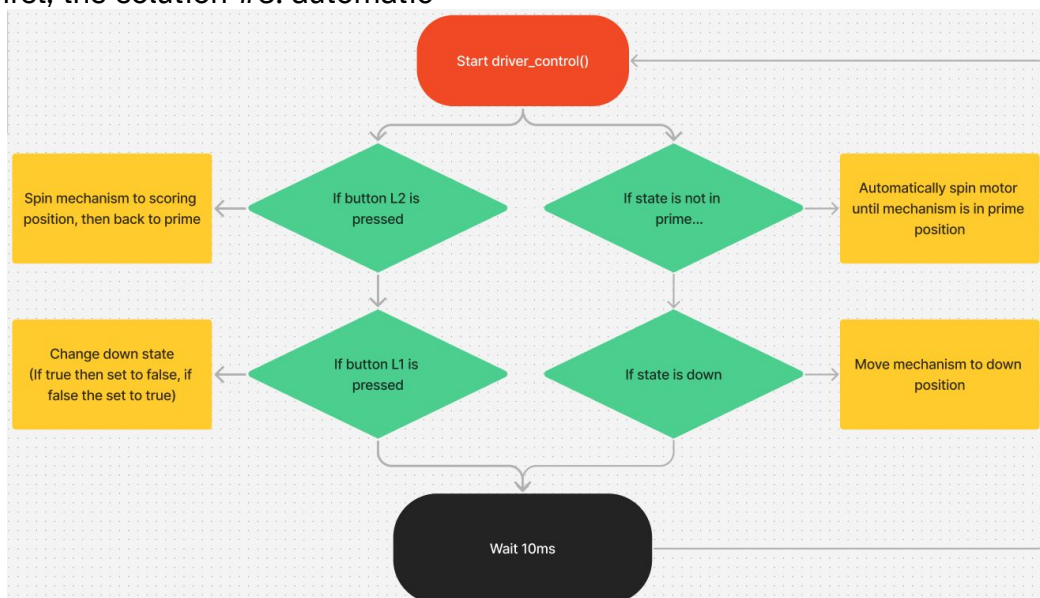 the solution automatic
Start driver_control()
If button L2 is
pressed
Spin mechanism to scoring
position, then back to prime
If state is not in
prime...
Automatically spin motor
until mechanism is in prime
position
If button L1 is
pressed
Change down state
(If true then set to false, if
false the set to true)
If state is down
Move mechanism to down
position
Wait 10ms